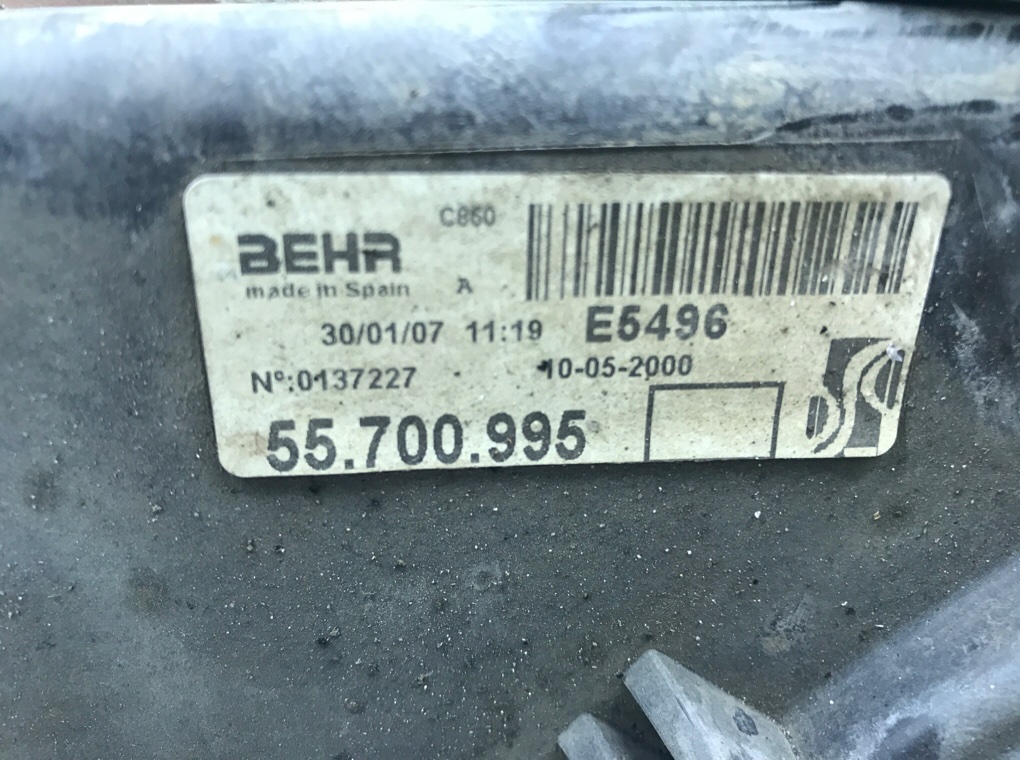 C860
BEHR
made in Spain A
30/01/07 11:19 E5496
Nº:0137227 10-05-2000
55.700.995